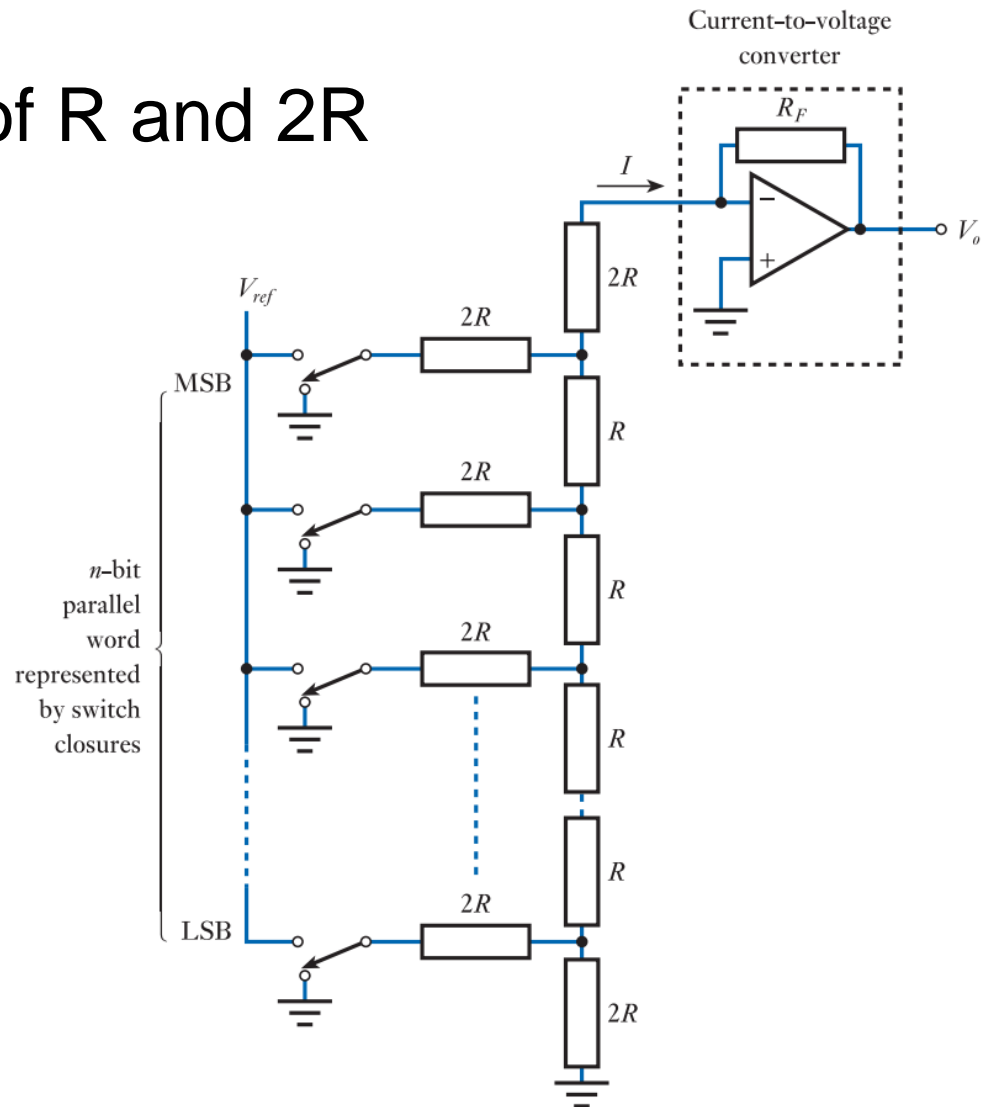 Current-to-voltage
converter
of R and 2R
R_F
I
−
V_o
+
2R
V_ref
2R
MSB
R
2R
n-bit
parallel
word
represented
by switch
closures
R
2R
R
R
2R
LSB
2R